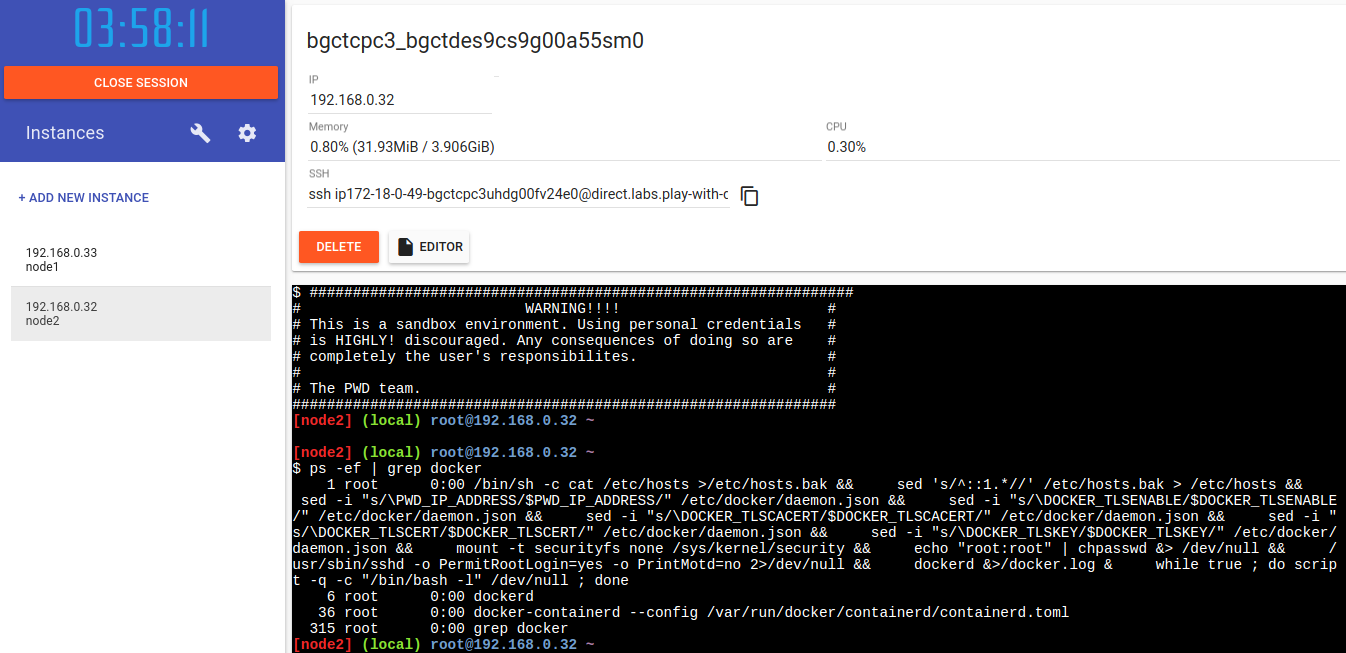 03:58:11
CLOSE SESSION
Instances
+ ADD NEW INSTANCE
192.168.0.33
node1
192.168.0.32
node2
bgctcpc3_bgctdes9cs9g00a55sm0
IP
192.168.0.32
Memory
0.80% (31.93MiB / 3.906GiB)
CPU
0.30%
SSH
ssh ip172-18-0-49-bgctcpc3uhdg00fv24e0@direct.labs.play-with-d
DELETE
EDITOR
$ ###############################################################
#                          WARNING!!!!                        #
# This is a sandbox environment. Using personal credentials   #
# is HIGHLY! discouraged. Any consequences of doing so are    #
# completely the user's responsibilites.                      #
#                                                             #
# The PWD team.                                               #
###############################################################
[node2] (local) root@192.168.0.32 ~
[node2] (local) root@192.168.0.32 ~
$ ps -ef | grep docker
    1 root      0:00 /bin/sh -c cat /etc/hosts >/etc/hosts.bak &&     sed 's/^::1.*//' /etc/hosts.bak > /etc/hosts &&
 sed -i "s/\PWD_IP_ADDRESS/$PWD_IP_ADDRESS/" /etc/docker/daemon.json &&     sed -i "s/\DOCKER_TLSENABLE/$DOCKER_TLSENABLE
/" /etc/docker/daemon.json &&     sed -i "s/\DOCKER_TLSCACERT/$DOCKER_TLSCACERT/" /etc/docker/daemon.json &&     sed -i "
s/\DOCKER_TLSCERT/$DOCKER_TLSCERT/" /etc/docker/daemon.json &&     sed -i "s/\DOCKER_TLSKEY/$DOCKER_TLSKEY/" /etc/docker/
daemon.json &&     mount -t securityfs none /sys/kernel/security &&     echo "root:root" | chpasswd &> /dev/null &&     /
usr/sbin/sshd -o PermitRootLogin=yes -o PrintMotd=no 2>/dev/null &&     dockerd &>/docker.log &     while true ; do scrip
t -q -c "/bin/bash -l" /dev/null ; done
    6 root      0:00 dockerd
   36 root      0:00 docker-containerd --config /var/run/docker/containerd/containerd.toml
  315 root      0:00 grep docker
[node2] (local) root@192.168.0.32 ~